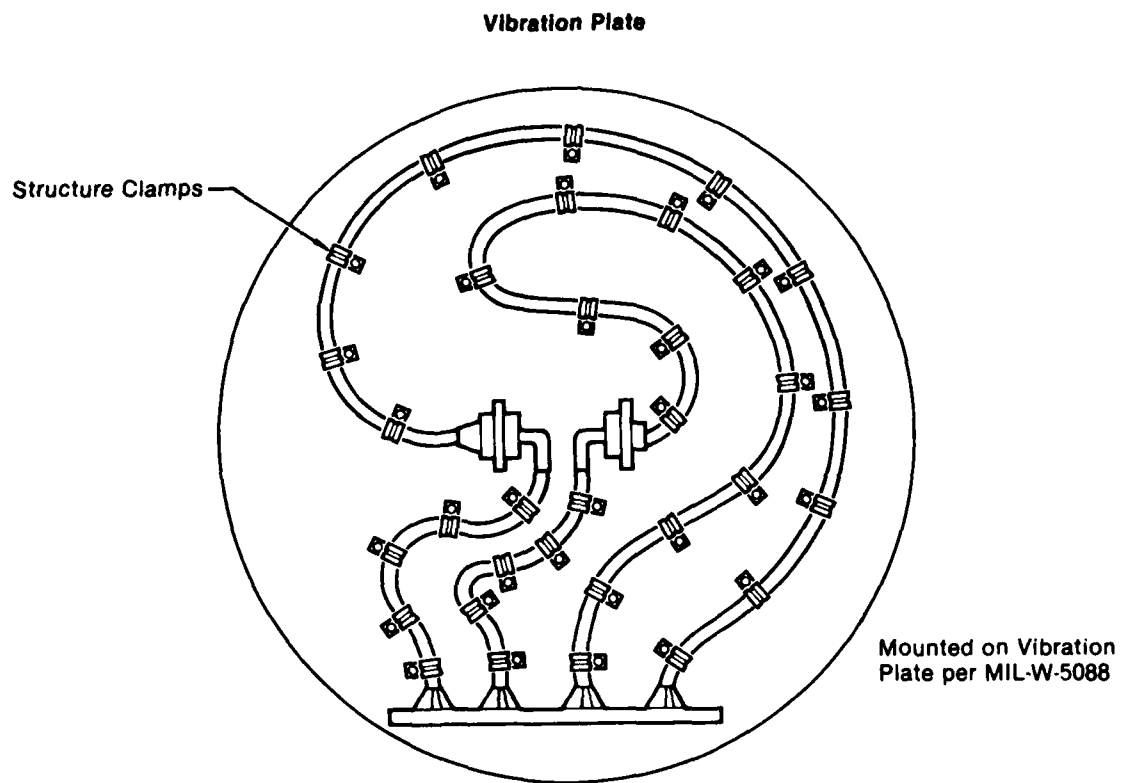 Vibration Plate
Structure Clamps
Mounted on Vibration
Plate per MIL-W-5088